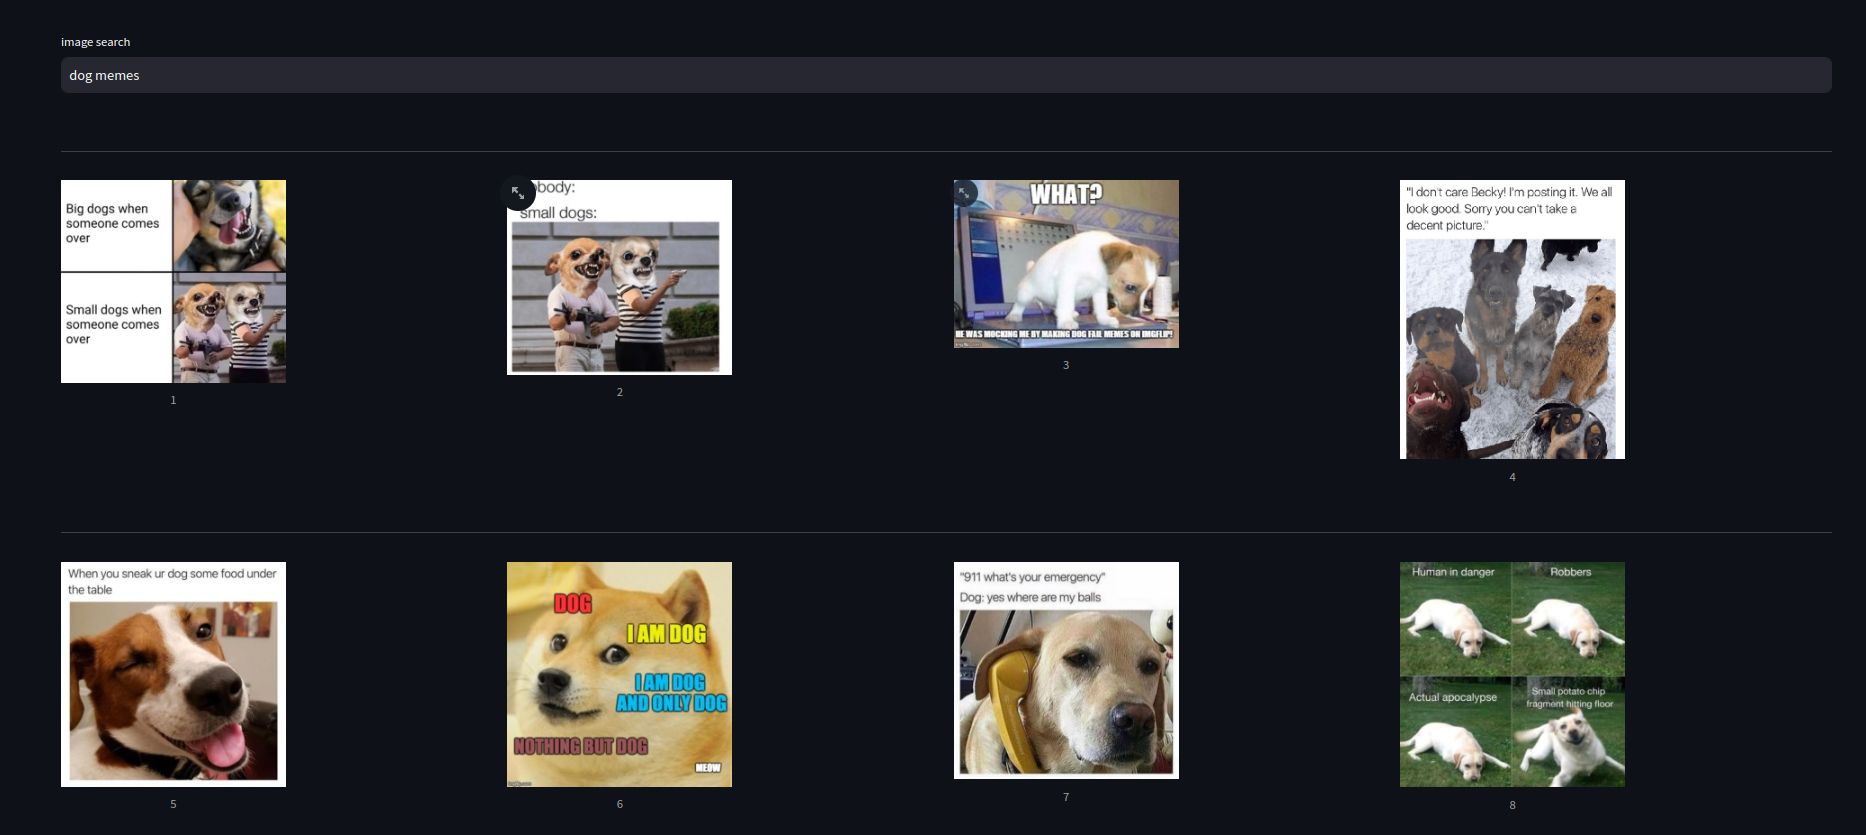 image search
dog memes
Big dogs when
someone comes
over
Small dogs when
someone comes
over
1
body:
small dogs:
2
WHAT?
HE WAS MOCKING ME BY MAKING DOG FAIL MEMES ON IMGFLIP!
3
"I don't care Becky! I'm posting it. We all
look good. Sorry you can't take a
decent picture."
4
When you sneak ur dog some food under
the table
5
DOG
I AM DOG
I AM DOG
AND ONLY DOG
NOTHING BUT DOG
MEOW
6
"911 what's your emergency"
Dog: yes where are my balls
7
Human in danger
Robbers
Actual apocalypse
Small potato chip
fragment hitting floor
8